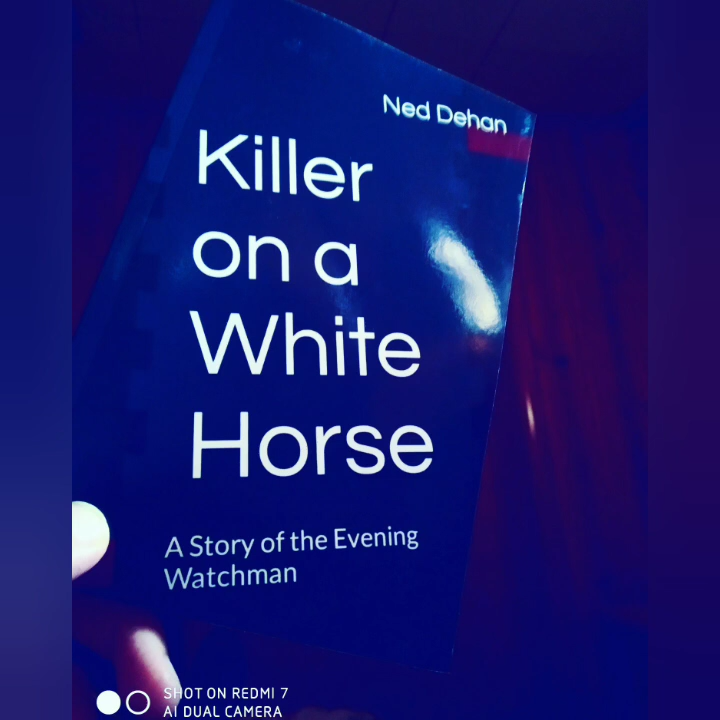 Ned Dehan
Killer
on a
White
Horse
A Story of the Evening
Watchman
SHOT ON REDMI 7
AI DUAL CAMERA